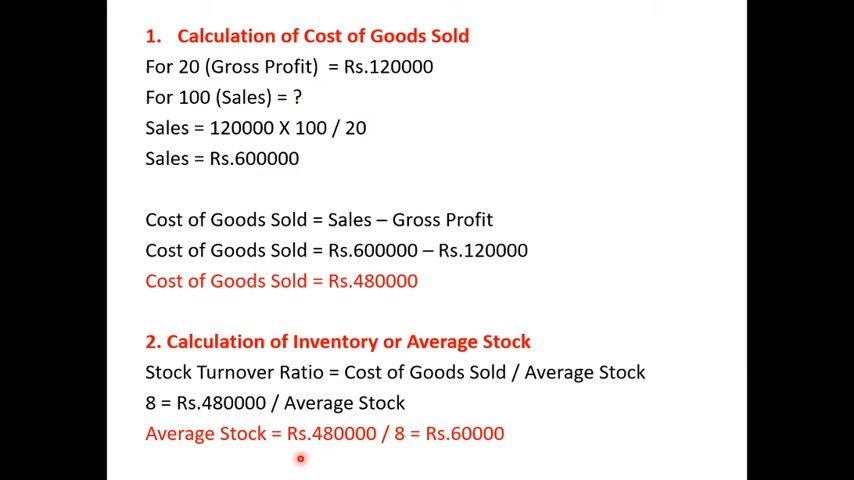 1. Calculation of Cost of Goods Sold
For 20 (Gross Profit) = Rs.120000
For 100 (Sales) = ?
Sales = 120000 X 100 / 20
Sales = Rs.600000
Cost of Goods Sold = Sales – Gross Profit
Cost of Goods Sold = Rs.600000 – Rs.120000
Cost of Goods Sold = Rs.480000
2. Calculation of Inventory or Average Stock
Stock Turnover Ratio = Cost of Goods Sold / Average Stock
8 = Rs.480000 / Average Stock
Average Stock = Rs.480000 / 8 = Rs.60000